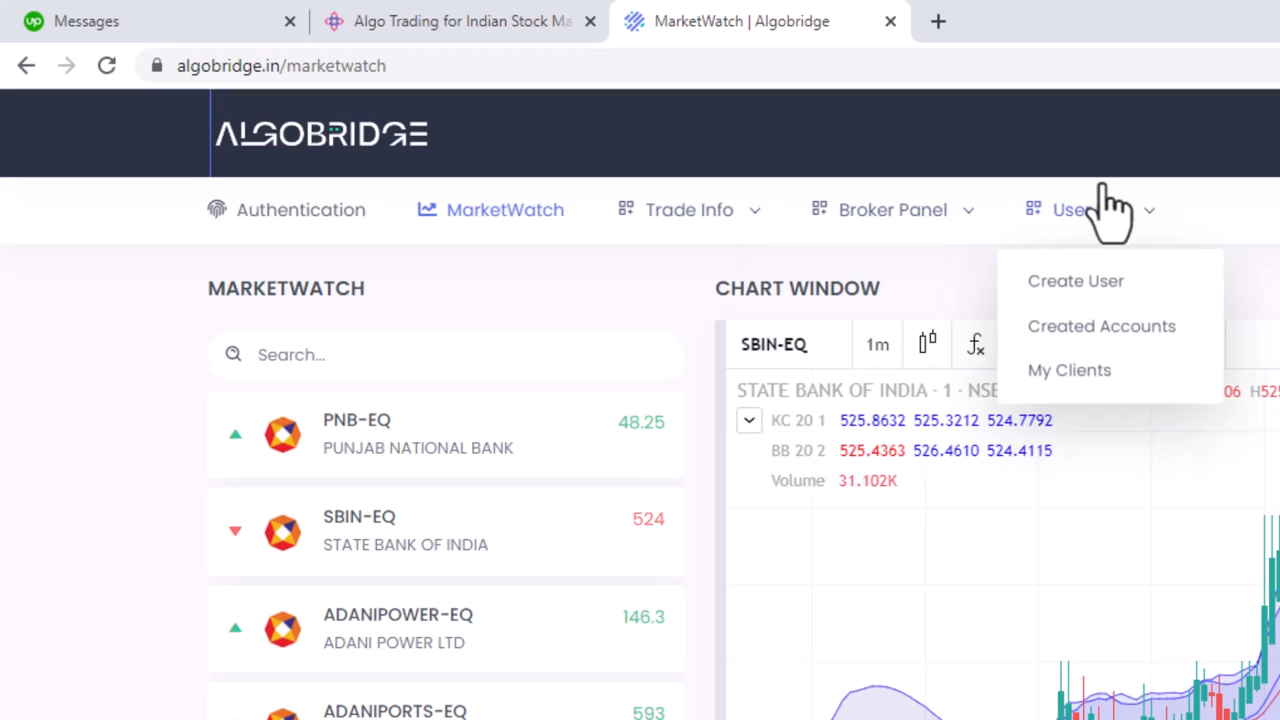 Messages
Algo Trading for Indian Stock Ma
MarketWatch | Algobridge
algobridge.in/marketwatch
ALGOBRIDGE
Authentication
MarketWatch
Trade Info
Broker Panel
MARKETWATCH
CHART WINDOW
Create User
Created Accounts
My Clients
Search...
SBIN-EQ
1m
STATE BANK OF INDIA · 1 · NSE
06 H525
KC 20 1 525.8632 525.3212 524.7792
BB 20 2 525.4363 526.4610 524.4115
Volume 31.102K
PNB-EQ
48.25
PUNJAB NATIONAL BANK
SBIN-EQ
524
STATE BANK OF INDIA
ADANIPOWER-EQ
146.3
ADANI POWER LTD
ADANIPORTS-EQ
593